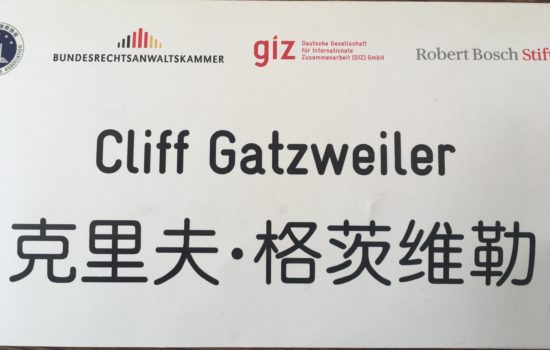 BUNDESRECHTSANWALTSKAMMER
giz Deutsche Gesellschaft
für Internationale
Zusammenarbeit (GIZ) GmbH
Robert Bosch Stift
Cliff Gatzweiler
克里夫·格茨维勒